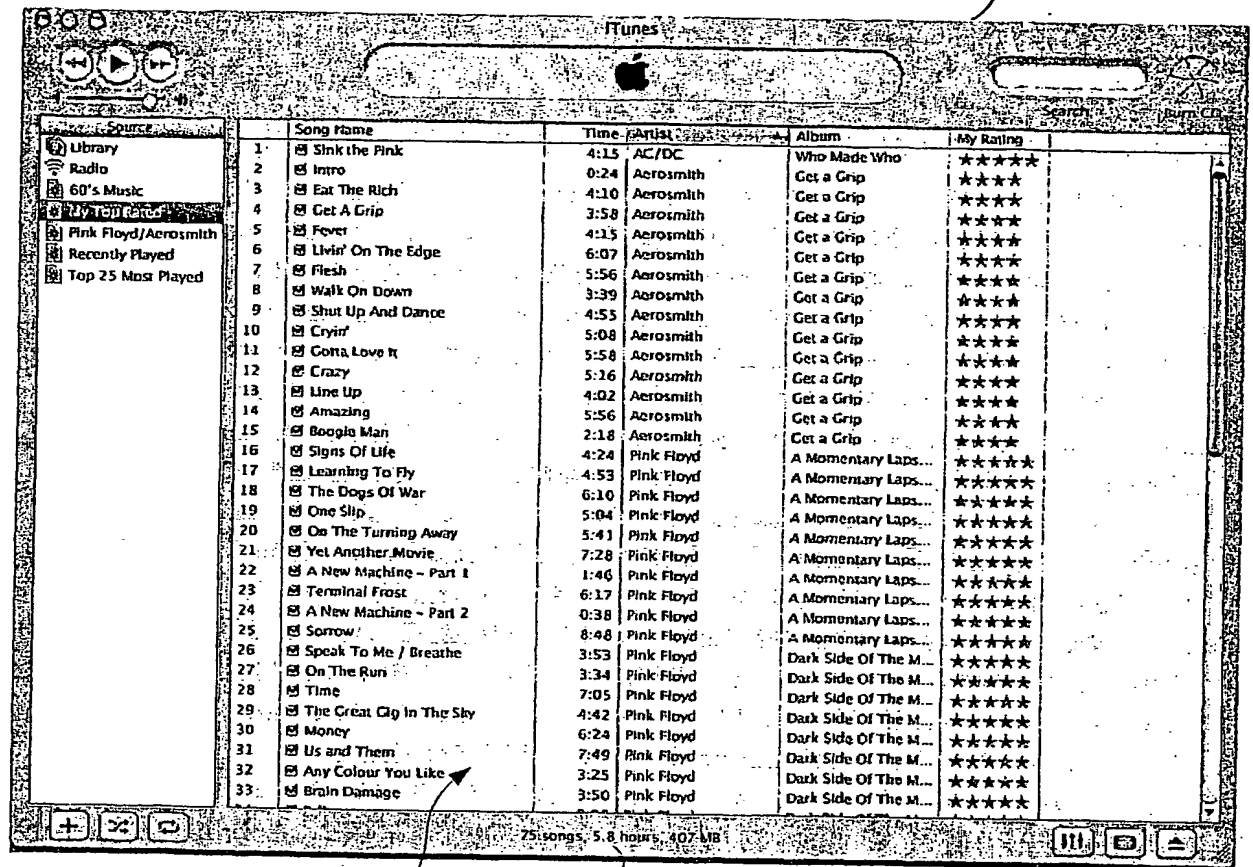 iTunes
Search
Burn CD
Source
Library
Radio
60's Music
My Top Rated
Pink Floyd/Aerosmith
Recently Played
Top 25 Most Played
Song Name Time Artist Album My Rating
1 Sink the Pink 4:15 AC/DC Who Made Who ★★★★★
2 Intro 0:24 Aerosmith Get a Grip ★★★★
3 Eat The Rich 4:10 Aerosmith Get a Grip ★★★★
4 Get A Grip 3:58 Aerosmith Get a Grip ★★★★
5 Fever 4:15 Aerosmith Get a Grip ★★★★
6 Livin' On The Edge 6:07 Aerosmith Get a Grip ★★★★
7 Flesh 5:56 Aerosmith Get a Grip ★★★★
8 Walk On Down 3:39 Aerosmith Get a Grip ★★★★
9 Shut Up And Dance 4:55 Aerosmith Get a Grip ★★★★
10 Cryin' 5:08 Aerosmith Get a Grip ★★★★
11 Gotta Love It 5:58 Aerosmith Get a Grip ★★★★
12 Crazy 5:16 Aerosmith Get a Grip ★★★★
13 Line Up 4:02 Aerosmith Get a Grip ★★★★
14 Amazing 5:56 Aerosmith Get a Grip ★★★★
15 Boogie Man 2:18 Aerosmith Get a Grip ★★★★
16 Signs Of Life 4:24 Pink Floyd A Momentary Laps... ★★★★★
17 Learning To Fly 4:53 Pink Floyd A Momentary Laps... ★★★★★
18 The Dogs Of War 6:10 Pink Floyd A Momentary Laps... ★★★★★
19 One Slip 5:04 Pink Floyd A Momentary Laps... ★★★★★
20 On The Turning Away 5:41 Pink Floyd A Momentary Laps... ★★★★★
21 Yet Another Movie 7:28 Pink Floyd A Momentary Laps... ★★★★★
22 A New Machine - Part 1 1:46 Pink Floyd A Momentary Laps... ★★★★★
23 Terminal Frost 6:17 Pink Floyd A Momentary Laps... ★★★★★
24 A New Machine - Part 2 0:38 Pink Floyd A Momentary Laps... ★★★★★
25 Sorrow 8:48 Pink Floyd A Momentary Laps... ★★★★★
26 Speak To Me / Breathe 3:53 Pink Floyd Dark Side Of The M... ★★★★★
27 On The Run 3:34 Pink Floyd Dark Side Of The M... ★★★★★
28 Time 7:05 Pink Floyd Dark Side Of The M... ★★★★★
29 The Great Gig In The Sky 4:42 Pink Floyd Dark Side Of The M... ★★★★★
30 Money 6:24 Pink Floyd Dark Side Of The M... ★★★★★
31 Us and Them 7:49 Pink Floyd Dark Side Of The M... ★★★★★
32 Any Colour You Like 3:25 Pink Floyd Dark Side Of The M... ★★★★★
33 Brain Damage 3:50 Pink Floyd Dark Side Of The M... ★★★★★
75 songs, 5.8 hours, 407 MB